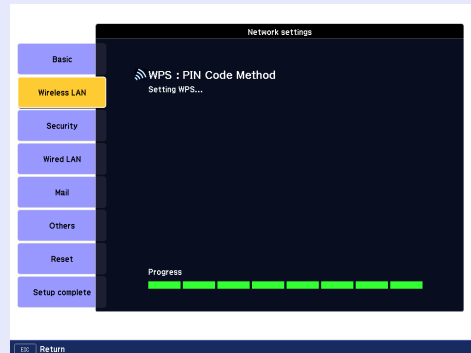 Network settings
Basic
Wireless LAN
Security
Wired LAN
Mail
Others
Reset
Setup complete
WPS : PIN Code Method
Setting WPS...
Progress
ESC Return